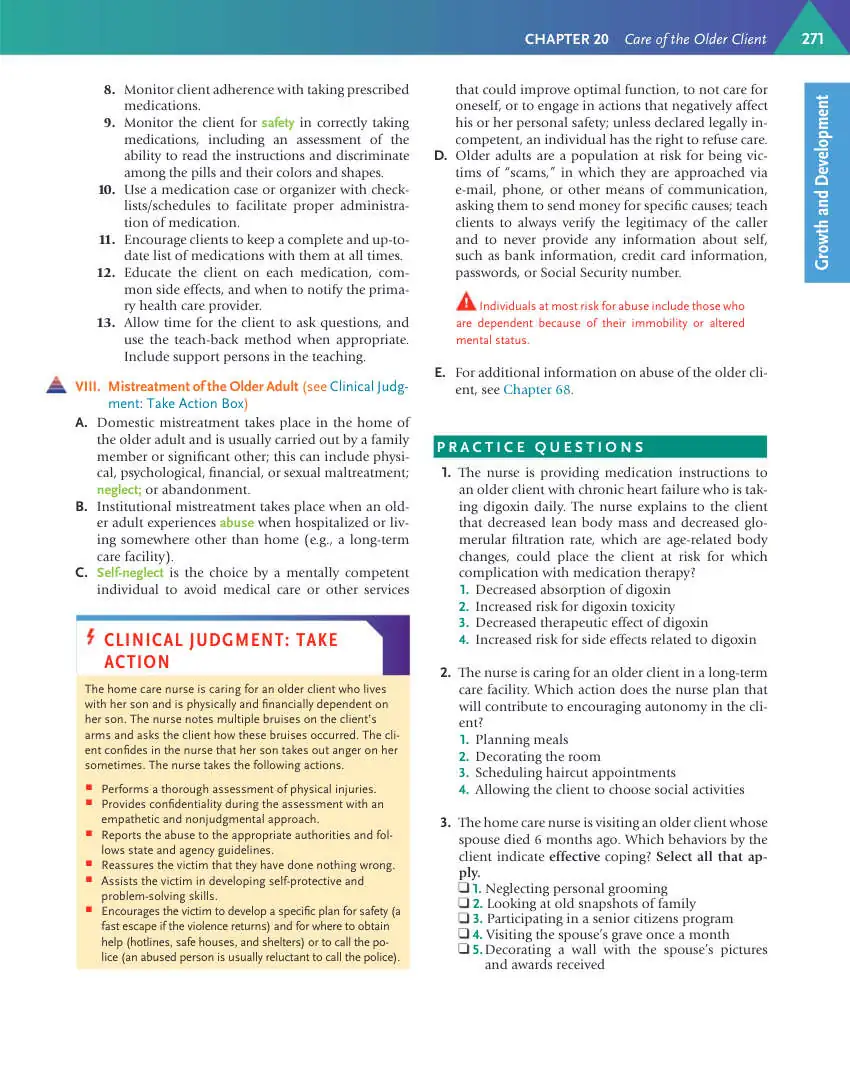 CHAPTER 20 Care of the Older Client 271
8. Monitor client adherence with taking prescribed
medications.
9. Monitor the client for safety in correctly taking
medications, including an assessment of the
ability to read the instructions and discriminate
among the pills and their colors and shapes.
10. Use a medication case or organizer with check-
lists/schedules to facilitate proper administra-
tion of medication.
11. Encourage clients to keep a complete and up-to-
date list of medications with them at all times.
12. Educate the client on each medication, com-
mon side effects, and when to notify the prima-
ry health care provider.
13. Allow time for the client to ask questions, and
use the teach-back method when appropriate.
Include support persons in the teaching.
VIII. Mistreatment of the Older Adult (see Clinical Judg-
ment: Take Action Box)
A. Domestic mistreatment takes place in the home of
the older adult and is usually carried out by a family
member or significant other; this can include physi-
cal, psychological, financial, or sexual maltreatment;
neglect; or abandonment.
B. Institutional mistreatment takes place when an old-
er adult experiences abuse when hospitalized or liv-
ing somewhere other than home (e.g., a long-term
care facility).
C. Self-neglect is the choice by a mentally competent
individual to avoid medical care or other services
CLINICAL JUDGMENT: TAKE
ACTION
The home care nurse is caring for an older client who lives
with her son and is physically and financially dependent on
her son. The nurse notes multiple bruises on the client's
arms and asks the client how these bruises occurred. The cli-
ent confides in the nurse that her son takes out anger on her
sometimes. The nurse takes the following actions.
▪ Performs a thorough assessment of physical injuries.
▪ Provides confidentiality during the assessment with an
empathetic and nonjudgmental approach.
▪ Reports the abuse to the appropriate authorities and fol-
lows state and agency guidelines.
▪ Reassures the victim that they have done nothing wrong.
▪ Assists the victim in developing self-protective and
problem-solving skills.
▪ Encourages the victim to develop a specific plan for safety (a
fast escape if the violence returns) and for where to obtain
help (hotlines, safe houses, and shelters) or to call the po-
lice (an abused person is usually reluctant to call the police).
that could improve optimal function, to not care for
oneself, or to engage in actions that negatively affect
his or her personal safety; unless declared legally in-
competent, an individual has the right to refuse care.
D. Older adults are a population at risk for being vic-
tims of "scams," in which they are approached via
e-mail, phone, or other means of communication,
asking them to send money for specific causes; teach
clients to always verify the legitimacy of the caller
and to never provide any information about self,
such as bank information, credit card information,
passwords, or Social Security number.
Individuals at most risk for abuse include those who
are dependent because of their immobility or altered
mental status.
E. For additional information on abuse of the older cli-
ent, see Chapter 68.
PRACTICE QUESTIONS
1. The nurse is providing medication instructions to
an older client with chronic heart failure who is tak-
ing digoxin daily. The nurse explains to the client
that decreased lean body mass and decreased glo-
merular filtration rate, which are age-related body
changes, could place the client at risk for which
complication with medication therapy?
1. Decreased absorption of digoxin
2. Increased risk for digoxin toxicity
3. Decreased therapeutic effect of digoxin
4. Increased risk for side effects related to digoxin
2. The nurse is caring for an older client in a long-term
care facility. Which action does the nurse plan that
will contribute to encouraging autonomy in the cli-
ent?
1. Planning meals
2. Decorating the room
3. Scheduling haircut appointments
4. Allowing the client to choose social activities
3. The home care nurse is visiting an older client whose
spouse died 6 months ago. Which behaviors by the
client indicate effective coping? Select all that ap-
ply.
❑ 1. Neglecting personal grooming
❑ 2. Looking at old snapshots of family
❑ 3. Participating in a senior citizens program
❑ 4. Visiting the spouse's grave once a month
❑ 5. Decorating a wall with the spouse's pictures
and awards received
Growth and Development